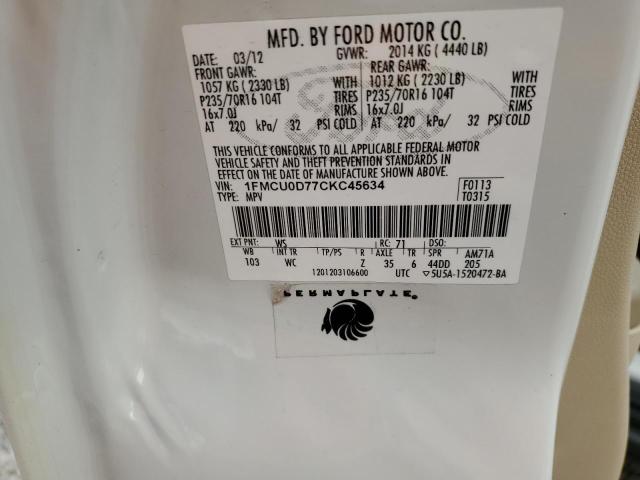 MFD. BY FORD MOTOR CO.
DATE: 03/12 GVWR: 2014 KG ( 4440 LB)
FRONT GAWR: REAR GAWR:
1057 KG ( 2330 LB) WITH 1012 KG ( 2230 LB) WITH
P235/70R16 104T TIRES P235/70R16 104T TIRES
16x7.0J RIMS 16x7.0J RIMS
AT 220 kPa/ 32 PSI COLD AT 220 kPa/ 32 PSI COLD
THIS VEHICLE CONFORMS TO ALL APPLICABLE FEDERAL MOTOR
VEHICLE SAFETY AND THEFT PREVENTION STANDARDS IN
EFFECT ON THE DATE OF MANUFACTURE SHOWN ABOVE.
VIN: 1FMCU0D77CKC45634 F0113
TYPE: MPV T0315
EXT PNT: WS RC: 71 DSO:
WB INT TR TP/PS R AXLE TR SPR AM71A
103 WC Z 35 6 44DD 205
1201203106600 UTC ▽5U5A-1520472-BA
Ford
PERMAPLATE